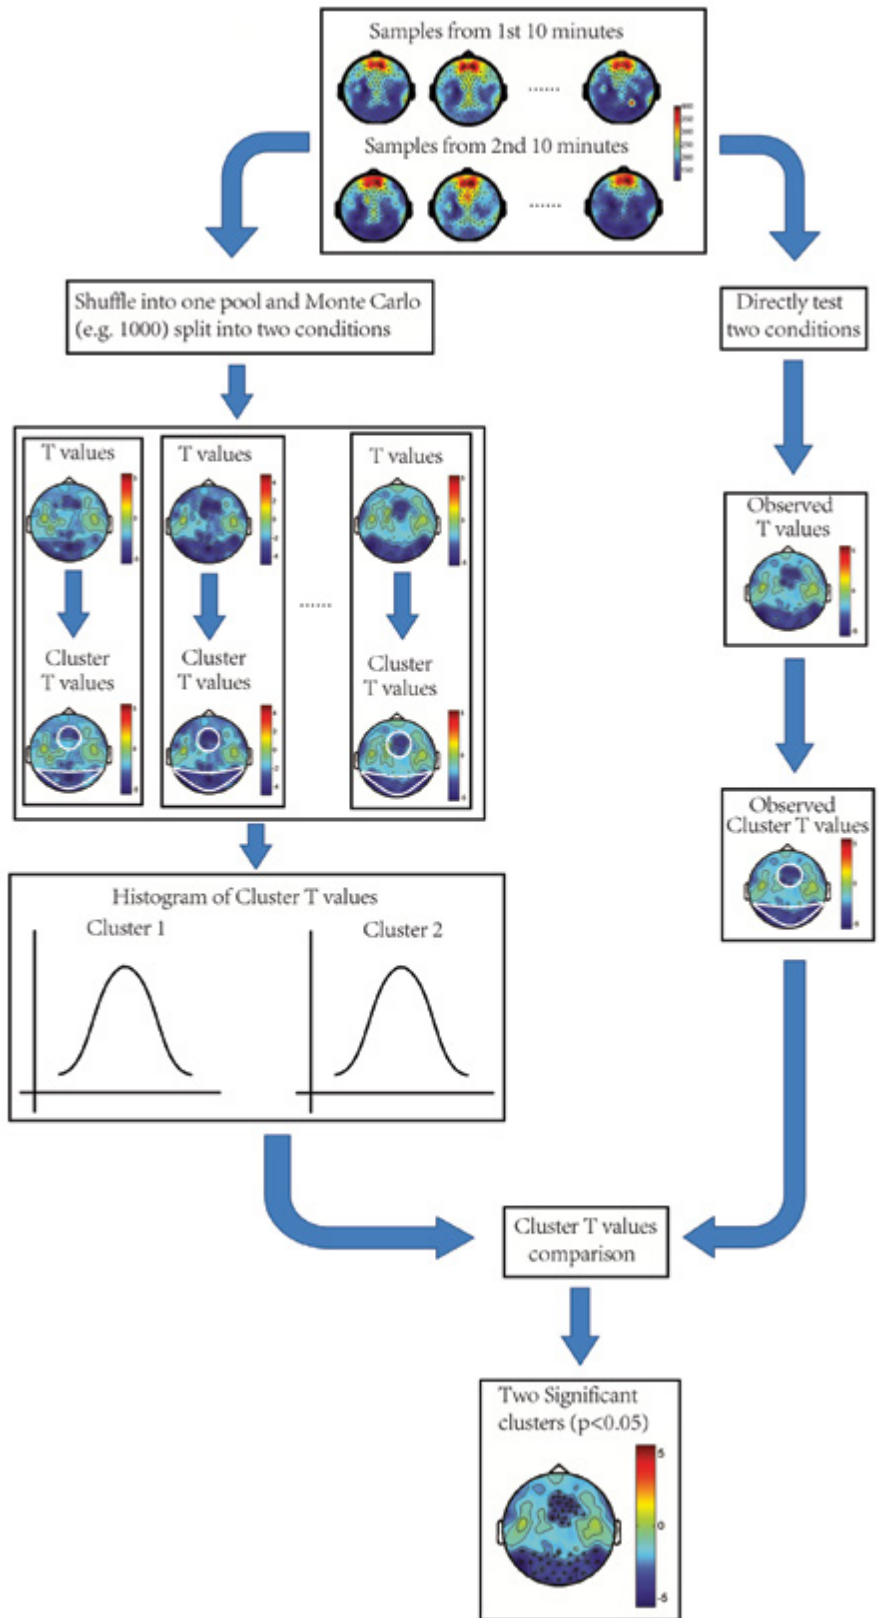 Samples from 1st 10 minutes
......
Samples from 2nd 10 minutes
......
Shuffle into one pool and Monte Carlo
(e.g. 1000) split into two conditions
Directly test
two conditions
T values
T values
T values
......
Cluster
T values
Cluster
T values
Cluster
T values
Observed
T values
Observed
Cluster T values
Histogram of Cluster T values
Cluster 1
Cluster 2
Cluster T values
comparison
Two Significant
clusters (p<0.05)
5
0
-5